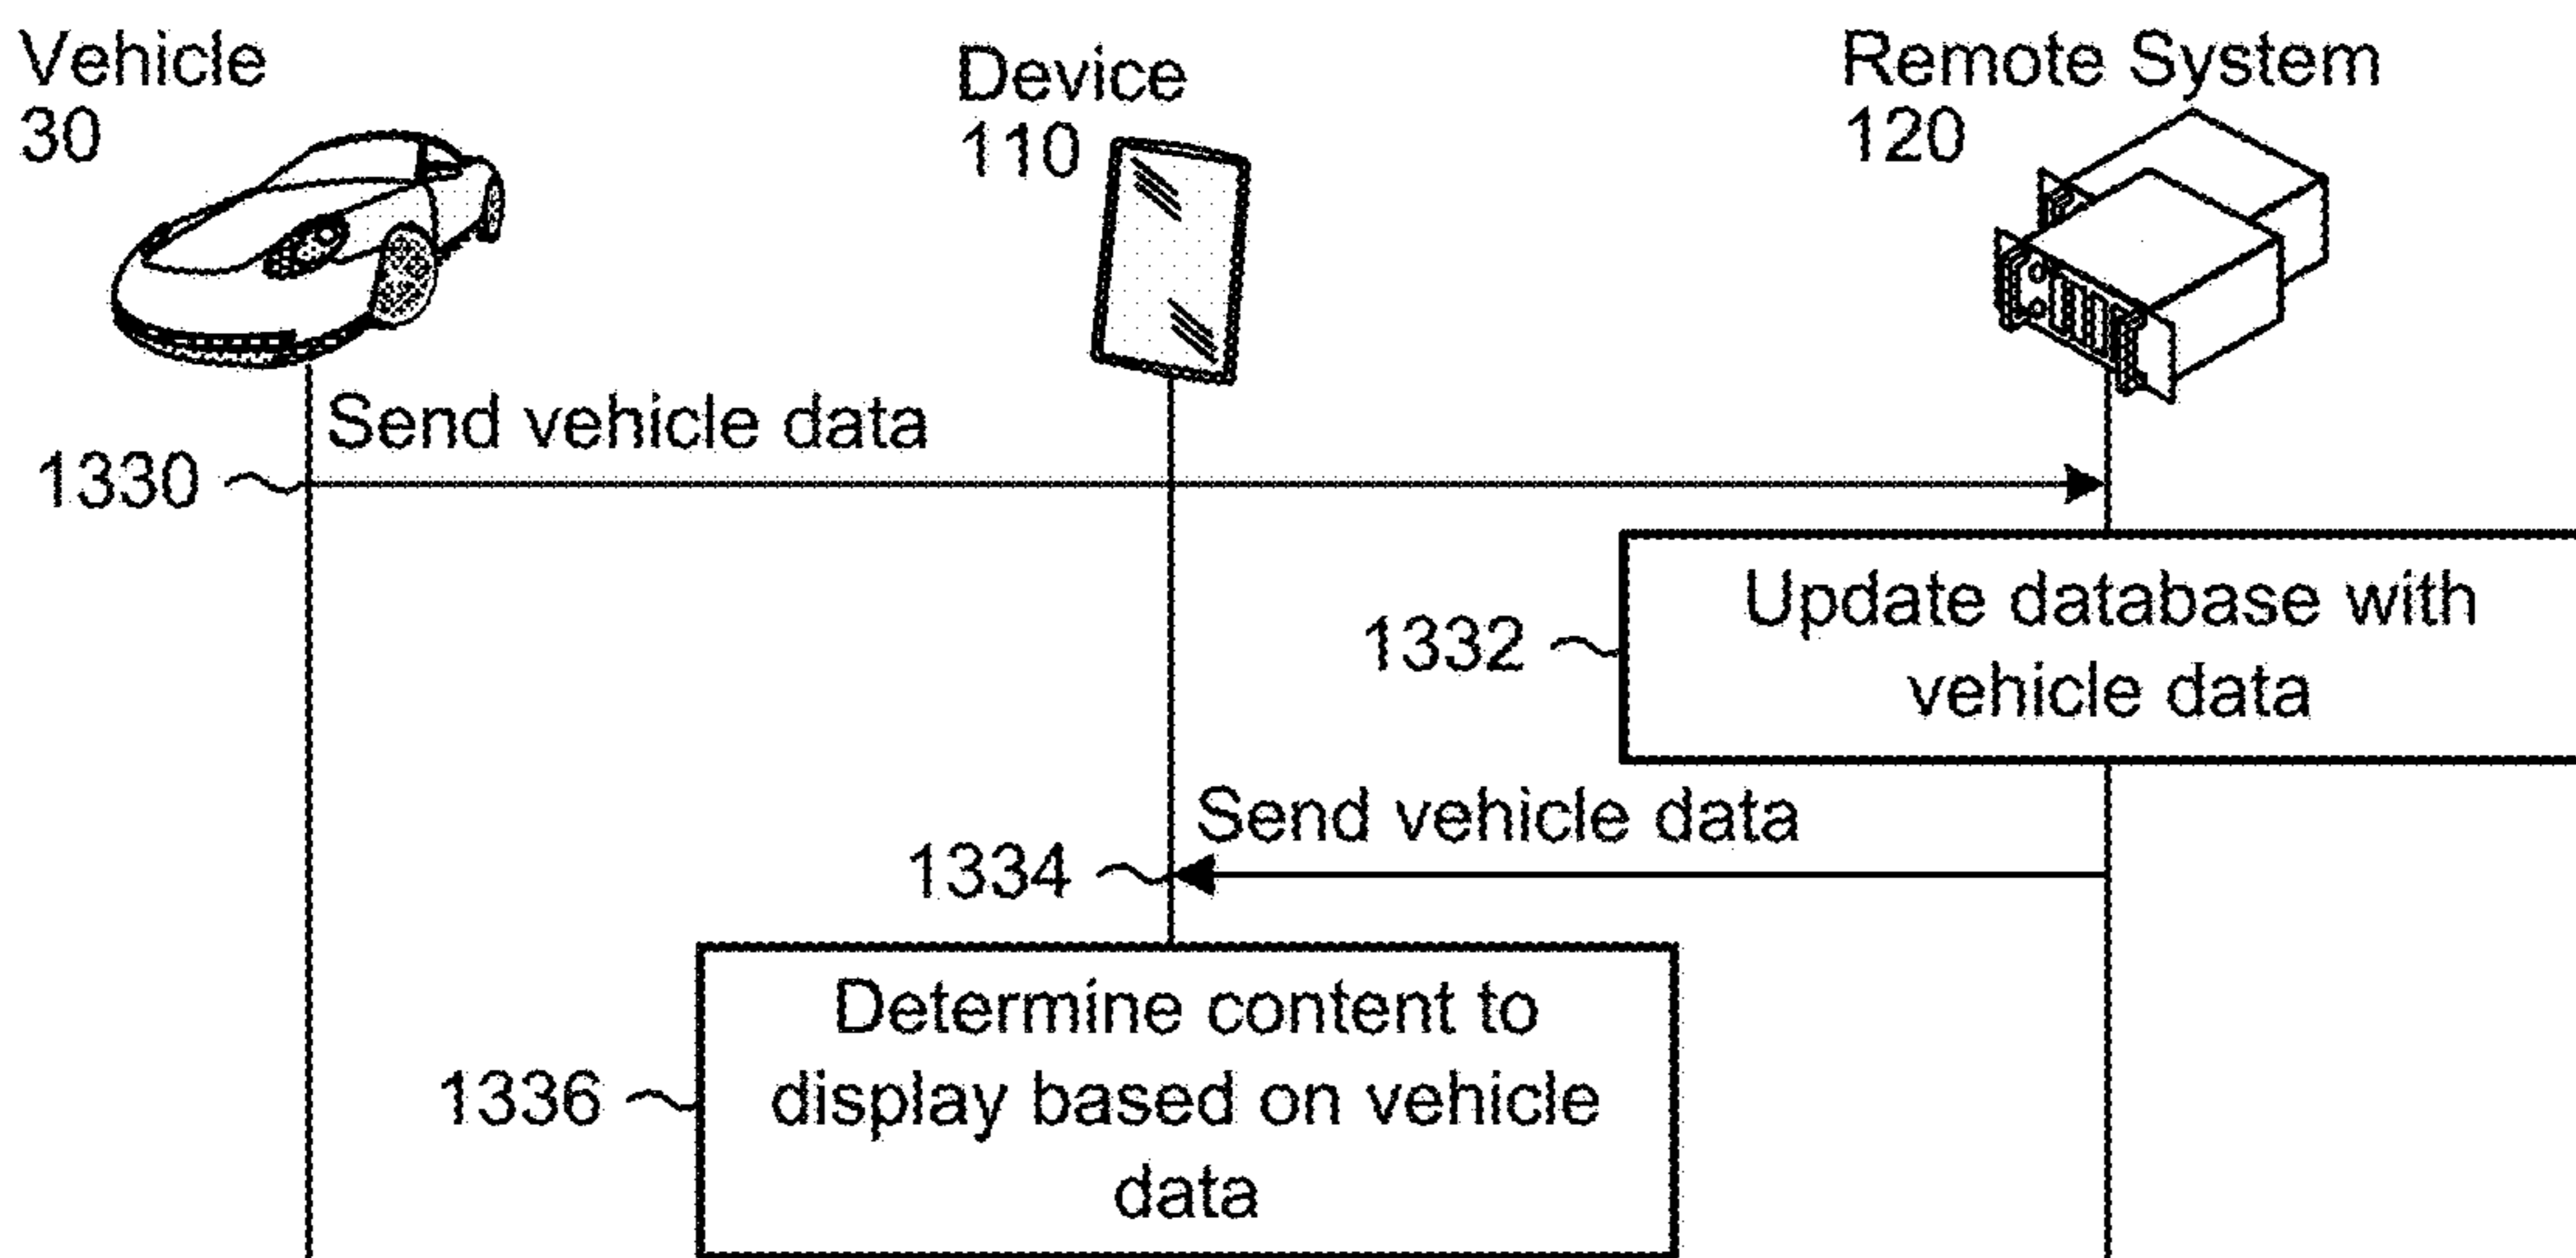 Vehicle
30
Device
110
Remote System
120
Send vehicle data
1330
Update database with
vehicle data
1332
Send vehicle data
1334
Determine content to
display based on vehicle
data
1336